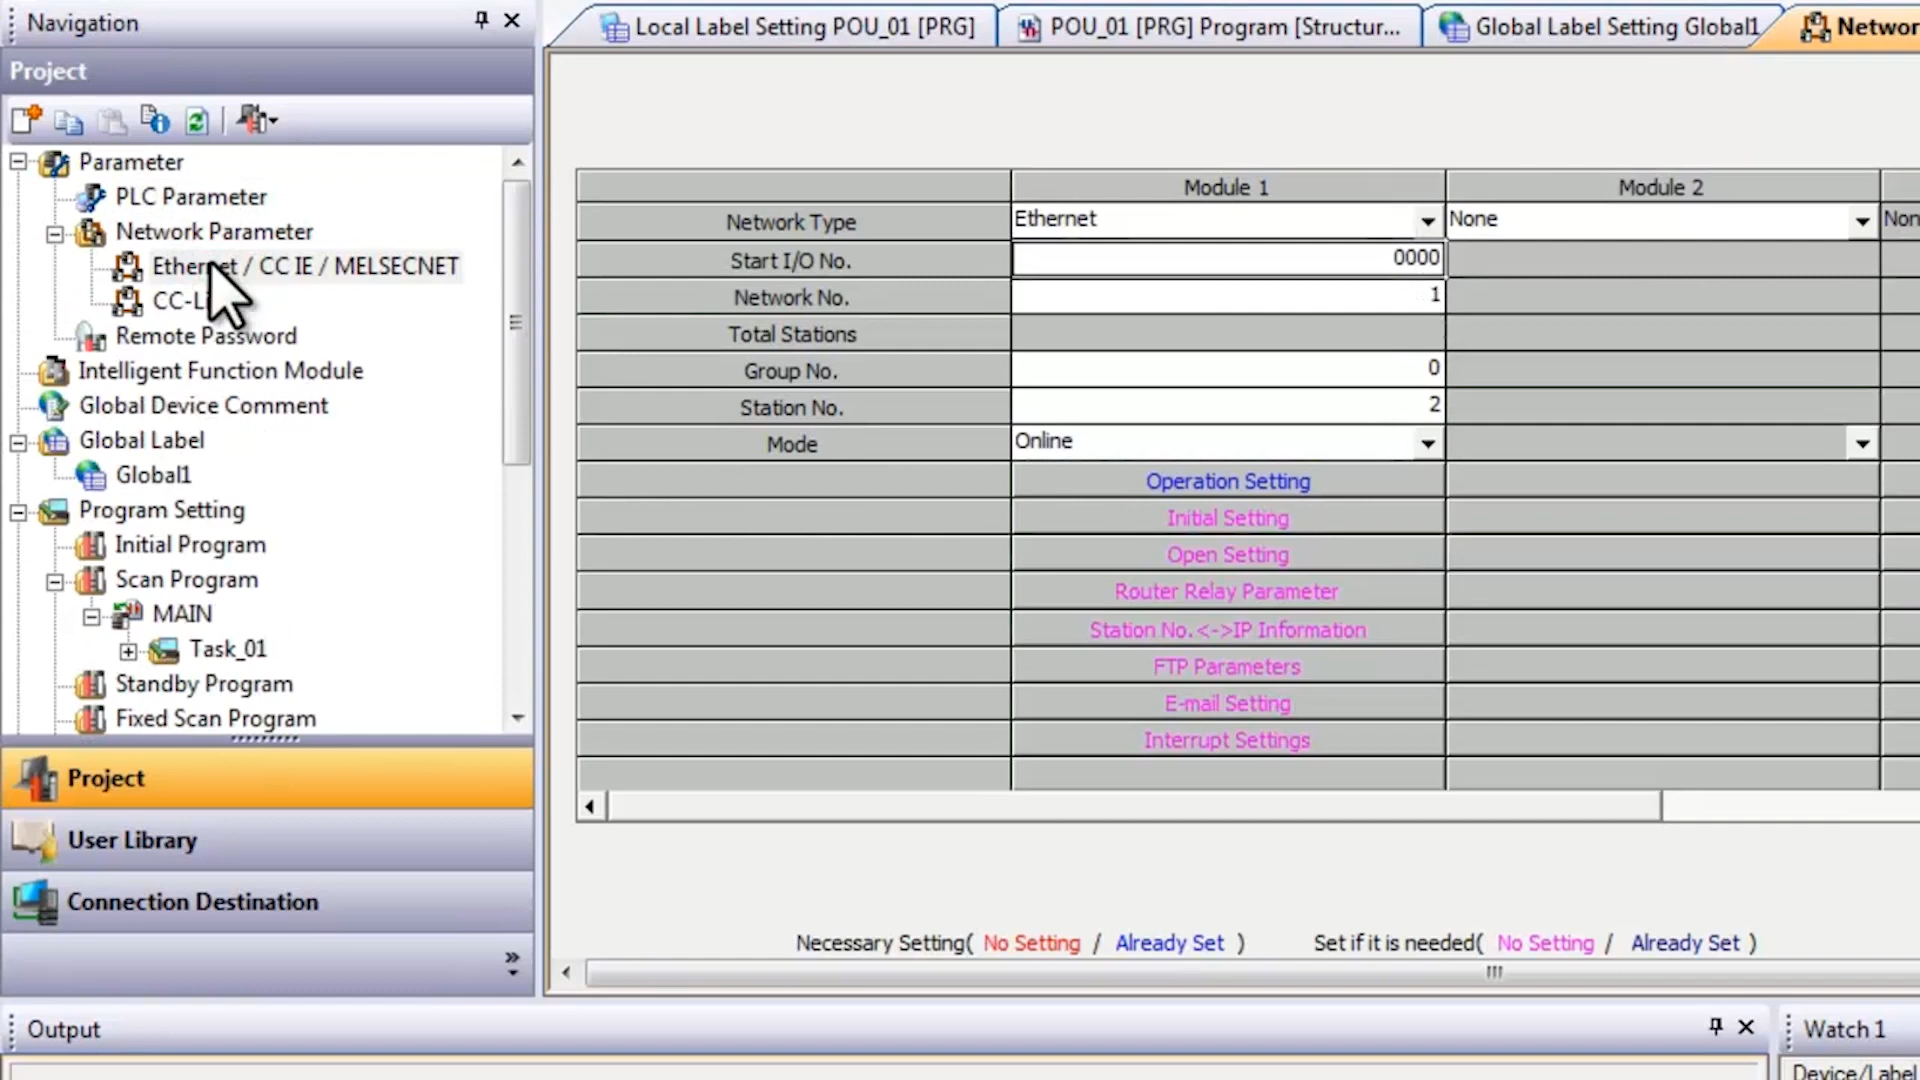 Navigation
Project
Parameter
PLC Parameter
Network Parameter
Ethernet / CC IE / MELSECNET
CC-Li
Remote Password
Intelligent Function Module
Global Device Comment
Global Label
Global1
Program Setting
Initial Program
Scan Program
MAIN
Task_01
Standby Program
Fixed Scan Program
Project
User Library
Connection Destination
Local Label Setting POU_01 [PRG]
POU_01 [PRG] Program [Structur...
Global Label Setting Global1
Networ
Module 1 Module 2
Network Type Ethernet None Non
Start I/O No. 0000
Network No. 1
Total Stations
Group No. 0
Station No. 2
Mode Online
Operation Setting
Initial Setting
Open Setting
Router Relay Parameter
Station No.<->IP Information
FTP Parameters
E-mail Setting
Interrupt Settings
Necessary Setting( No Setting / Already Set ) Set if it is needed( No Setting / Already Set )
Output
Watch 1
Device/Label